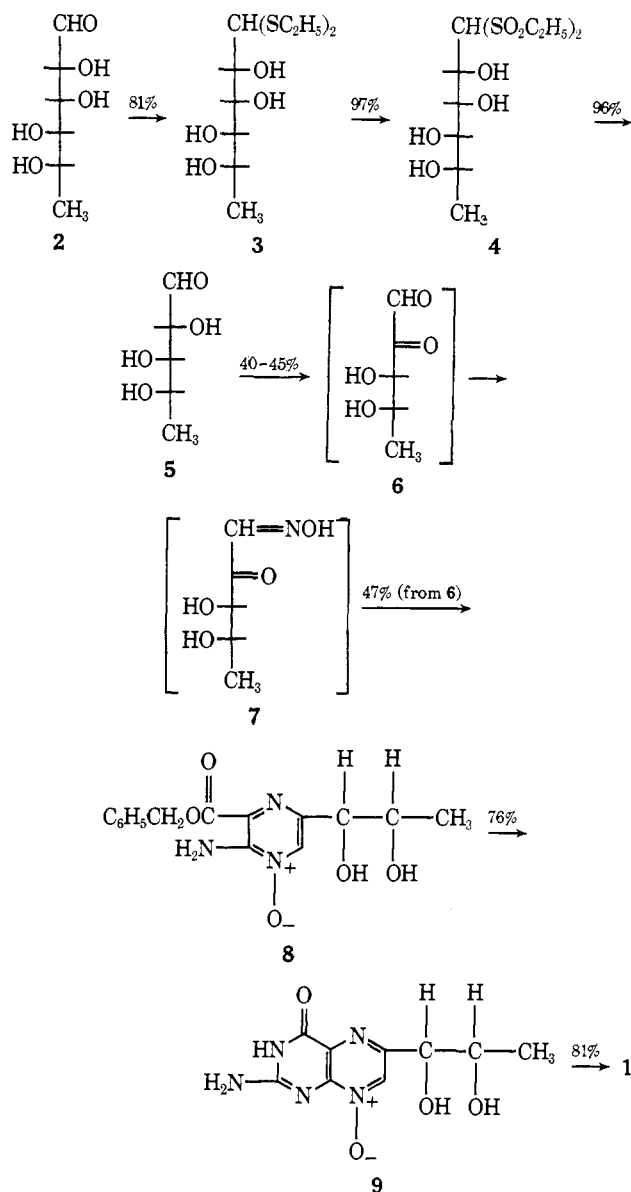 CHO CH(SC₂H₅)₂ CH(SO₂C₂H₅)₂
OH OH OH
OH 81% OH 97% OH 96%
HO HO HO
HO HO HO
CH₃ CH₃ CH₃
2 3 4
CHO CHO
OH 40-45% O
HO HO
HO HO
CH₃ CH₃
5 6
CH=NOH
O
HO 47% (from 6)
HO
CH₃
7
O H H
C₆H₅CH₂OC N C C CH₃ 76%
H₂N N + OH OH
O −
8
O H H
HN N C C CH₃ 81% 1
H₂N N N + OH OH
O −
9